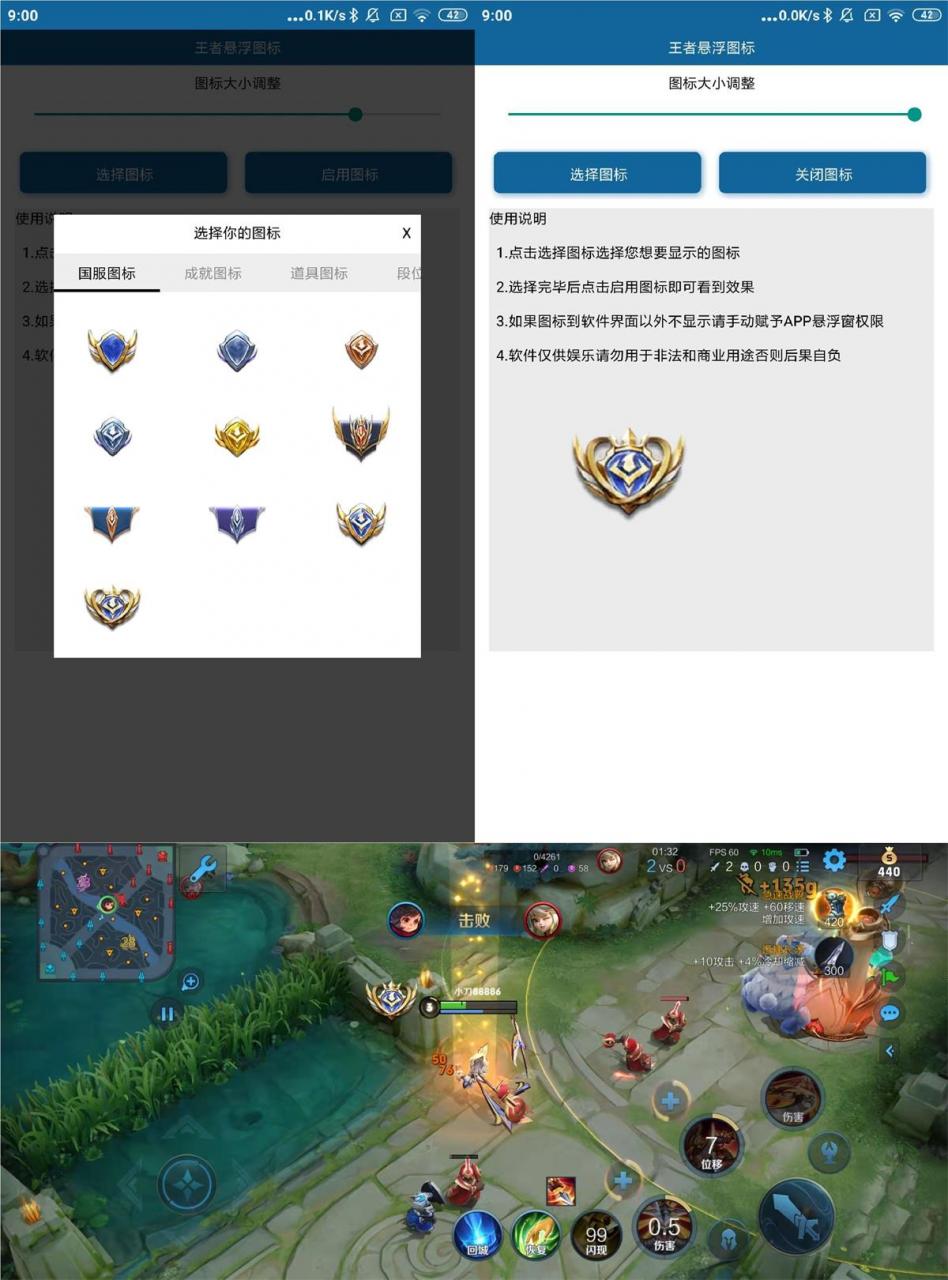 9:00
...0.1K/s
42
王者悬浮图标
图标大小调整
选择图标
启用图标
使用说
1.点
2.选
3.如
4.软
选择你的图标
X
国服图标
成就图标
道具图标
段位
9:00
...0.0K/s
42
王者悬浮图标
图标大小调整
选择图标
关闭图标
使用说明
1.点击选择图标选择您想要显示的图标
2.选择完毕后点击启用图标即可看到效果
3.如果图标到软件界面以外不显示请手动赋予APP悬浮窗权限
4.软件仅供娱乐请勿用于非法和商业用途否则后果自负
0/4261
179 152 0 58
01:32
2 VS 0
FPS 60 10ms
2 0 0
5
440
+135g
+25%攻速 +60移速
增加攻速
420
+10攻击 +4%冷却缩减
300
击败
小刀88886
50
76
伤害
7
位移
0.5
伤害
99
闪现
恢复
回城